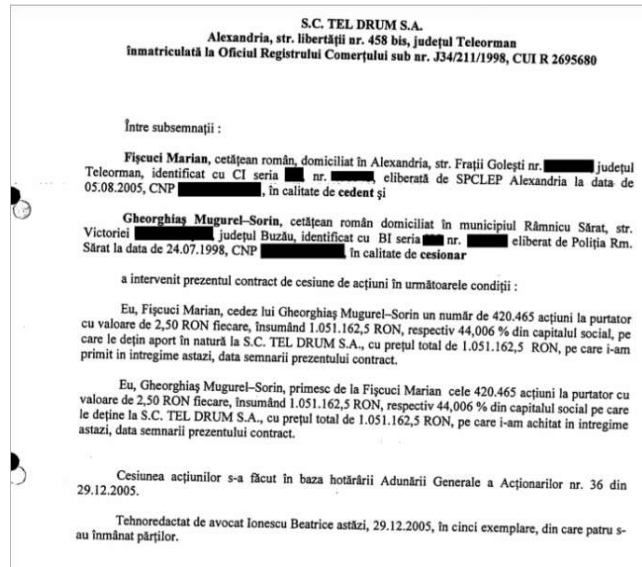 S.C. TEL DRUM S.A.
Alexandria, str. libertății nr. 458 bis, județul Teleorman
înmatriculată la Oficiul Registrului Comerțului sub nr. J34/211/1998, CUI R 2695680
Între subsemnații :
Fișcuci Marian, cetățean român, domiciliat în Alexandria, str. Frații Golești nr. județul
Teleorman, identificat cu CI seria nr. , eliberată de SPCLEP Alexandria la data de
05.08.2005, CNP , în calitate de cedent și
Gheorghiaș Mugurel–Sorin, cetățean român domiciliat în municipiul Râmnicu Sărat, str.
Victoriei județul Buzău, identificat cu BI seria nr. eliberat de Poliția Rm.
Sărat la data de 24.07.1998, CNP , în calitate de cesionar
a intervenit prezentul contract de cesiune de acțiuni în următoarele condiții :
Eu, Fișcuci Marian, cedez lui Gheorghiaș Mugurel–Sorin un număr de 420.465 acțiuni la purtator
cu valoare de 2,50 RON fiecare, însumând 1.051.162,5 RON, respectiv 44,006 % din capitalul social, pe
care le dețin aport în natură la S.C. TEL DRUM S.A., cu prețul total de 1.051.162,5 RON, pe care i-am
primit in intregime astazi, data semnarii prezentului contract.
Eu, Gheorghiaș Mugurel–Sorin, primesc de la Fișcuci Marian cele 420.465 acțiuni la purtator cu
valoare de 2,50 RON fiecare, însumând 1.051.162,5 RON, respectiv 44,006 % din capitalul social pe care
le deține la S.C. TEL DRUM S.A., cu prețul total de 1.051.162,5 RON, pe care i-am achitat in intregime
astazi, data semnarii prezentului contract.
Cesiunea acțiunilor s-a făcut în baza hotărârii Adunării Generale a Acționarilor nr. 36 din
29.12.2005.
Tehnoredactat de avocat Ionescu Beatrice astăzi, 29.12.2005, în cinci exemplare, din care patru s-
au înmânat părților.